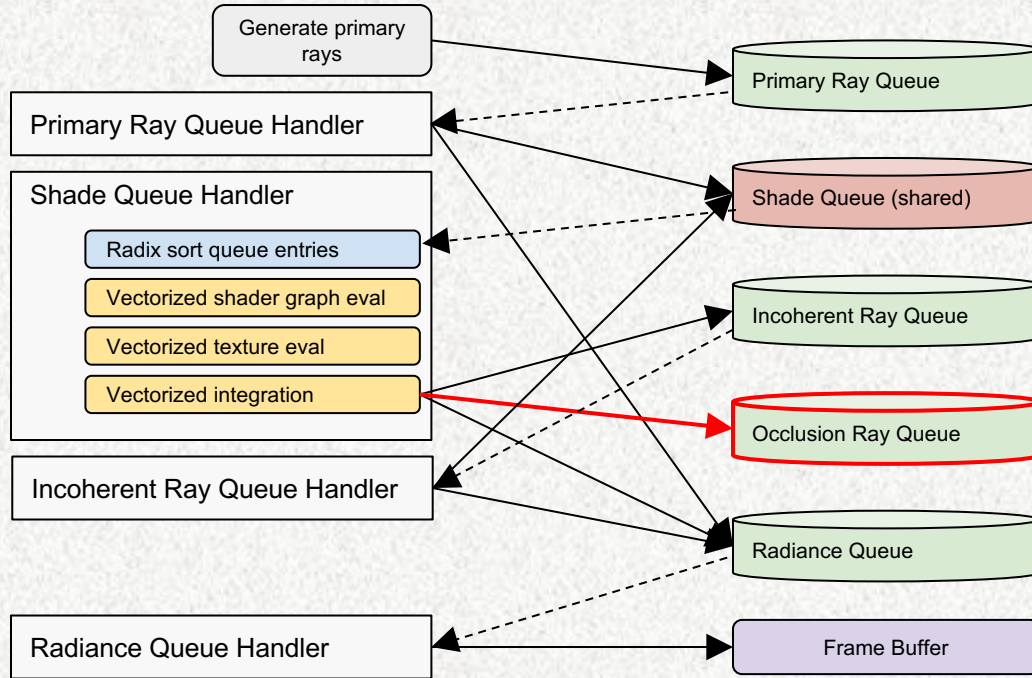 Generate primary
rays
Primary Ray Queue
Primary Ray Queue Handler
Shade Queue Handler
Shade Queue (shared)
Radix sort queue entries
Vectorized shader graph eval
Incoherent Ray Queue
Vectorized texture eval
Vectorized integration
Occlusion Ray Queue
Incoherent Ray Queue Handler
Radiance Queue
Radiance Queue Handler
Frame Buffer